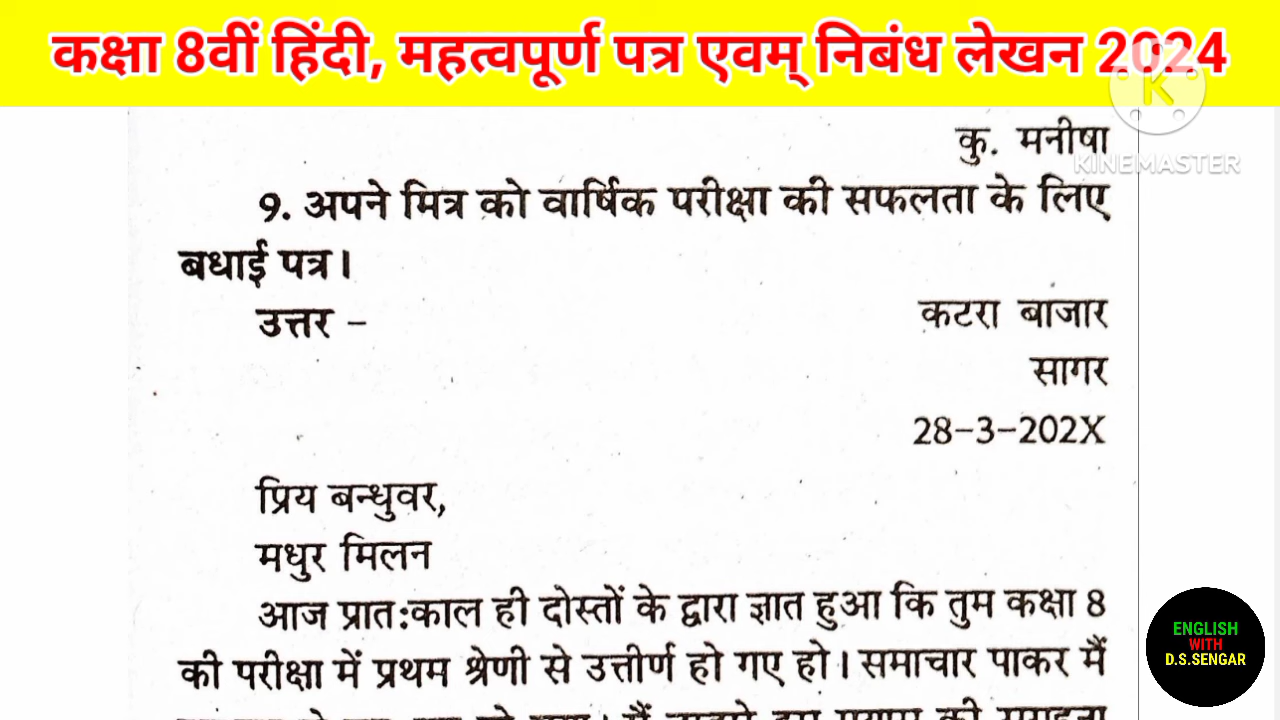 कक्षा 8वीं हिंदी, महत्वपूर्ण पत्र एवम् निबंध लेखन 2024
KINEMASTER
कु. मनीषा
9. अपने मित्र को वार्षिक परीक्षा की सफलता के लिए
बधाई पत्र।
उत्तर –
कटरा बाजार
सागर
28-3-202X
प्रिय बन्धुवर,
मधुर मिलन
आज प्रात:काल ही दोस्तों के द्वारा ज्ञात हुआ कि तुम कक्षा 8
की परीक्षा में प्रथम श्रेणी से उत्तीर्ण हो गए हो। समाचार पाकर मैं
ENGLISH
WITH
D.S.SENGAR